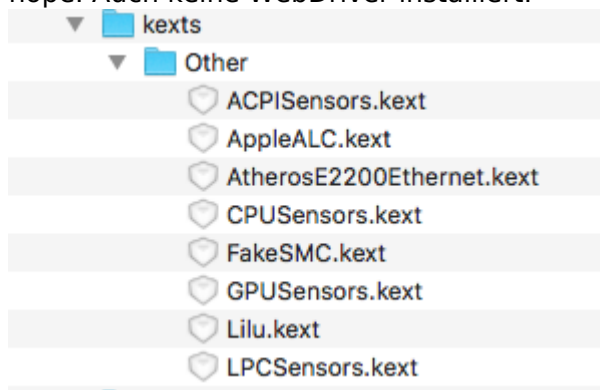 nope. Auch keine WebDriver installiert.
kexts
Other
ACPISensors.kext
AppleALC.kext
AtherosE2200Ethernet.kext
CPUSensors.kext
FakeSMC.kext
GPUSensors.kext
Lilu.kext
LPCSensors.kext